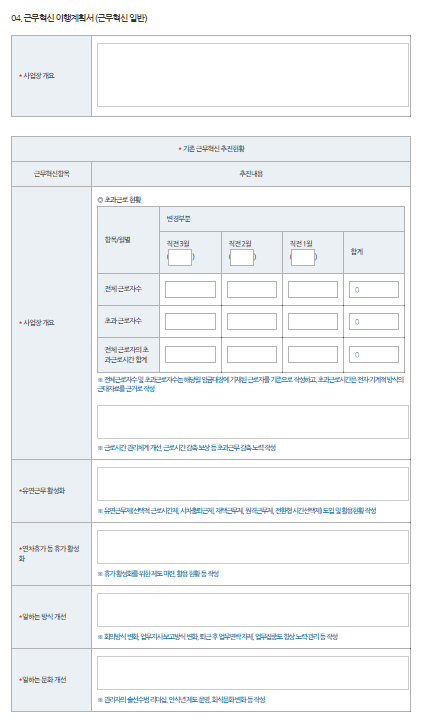 04. 근무혁신 이행계획서 (근무혁신 일반)
* 사업장 개요
* 기존 근무혁신 추진현황
근무혁신항목
추진내용
* 사업장 개요
◎ 초과근로 현황
항목/월별
변경부분
직전 3월
( )
직전 2월
( )
직전 1월
( )
합계
전체 근로자수
0
초과 근로자수
0
전체 근로자의 초
과근로시간 합계
0
※ 전체근로자수 및 초과근로자수는 해당월 임금대장에 기재된 근로자를 기준으로 작성하고, 초과근로시간은 전자·기계적 방식의
근태자료를 근거로 작성
※ 근로시간 관리체계 개선, 근로시간 감축 보상 등 초과근무 감축 노력 작성
*유연근무 활성화
※ 유연근무제(선택적 근로시간제, 시차출퇴근제, 재택근무제, 원격근무제, 전환형 시간선택제) 도입 및 활용현황 작성
*연차휴가 등 휴가 활성
화
※ 휴가 활성화를 위한 제도 마련, 활용 현황 등 작성
*일하는 방식 개선
※ 회의방식 변화, 업무지시·보고방식 변화, 퇴근 후 업무연락 자제, 업무집중도 향상 노력·관리 등 작성
*일하는 문화 개선
※ 관리자의 솔선수범 리더십, 안식년 제도 운영, 회식문화 변화 등 작성